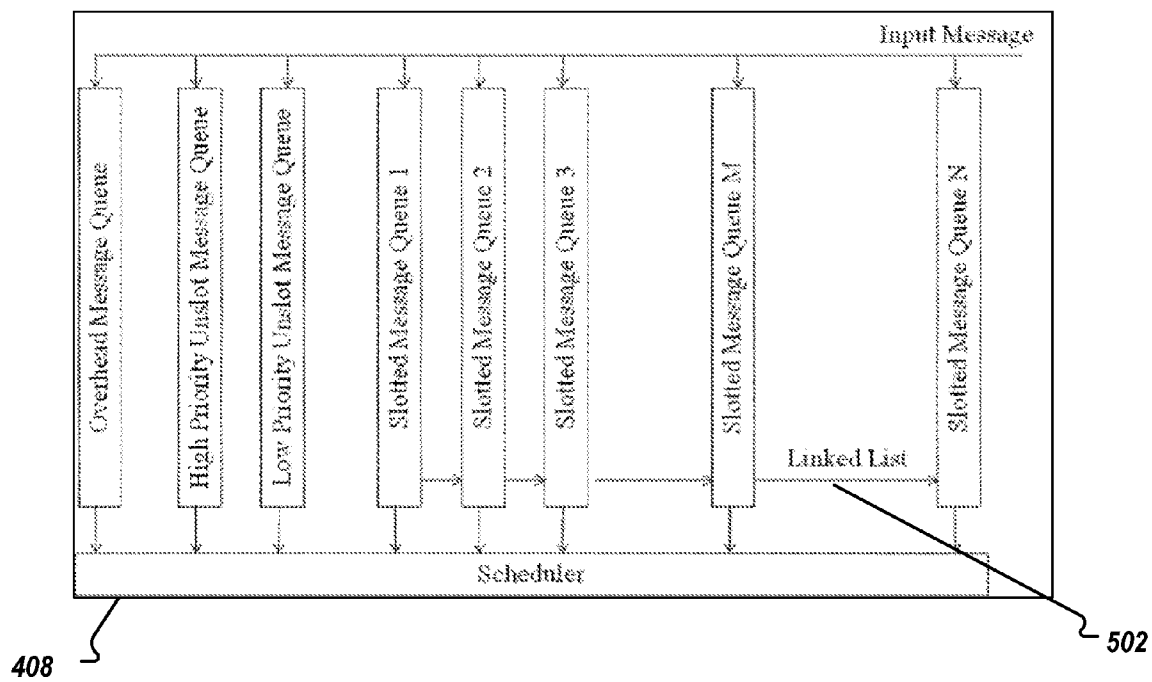 Input Message
Overhead Message Queue
High Priority Unslot Message Queue
Low Priority Unslot Message Queue
Slotted Message Queue 1
Slotted Message Queue 2
Slotted Message Queue 3
Slotted Message Queue M
Slotted Message Queue N
Linked List
Scheduler
408
502